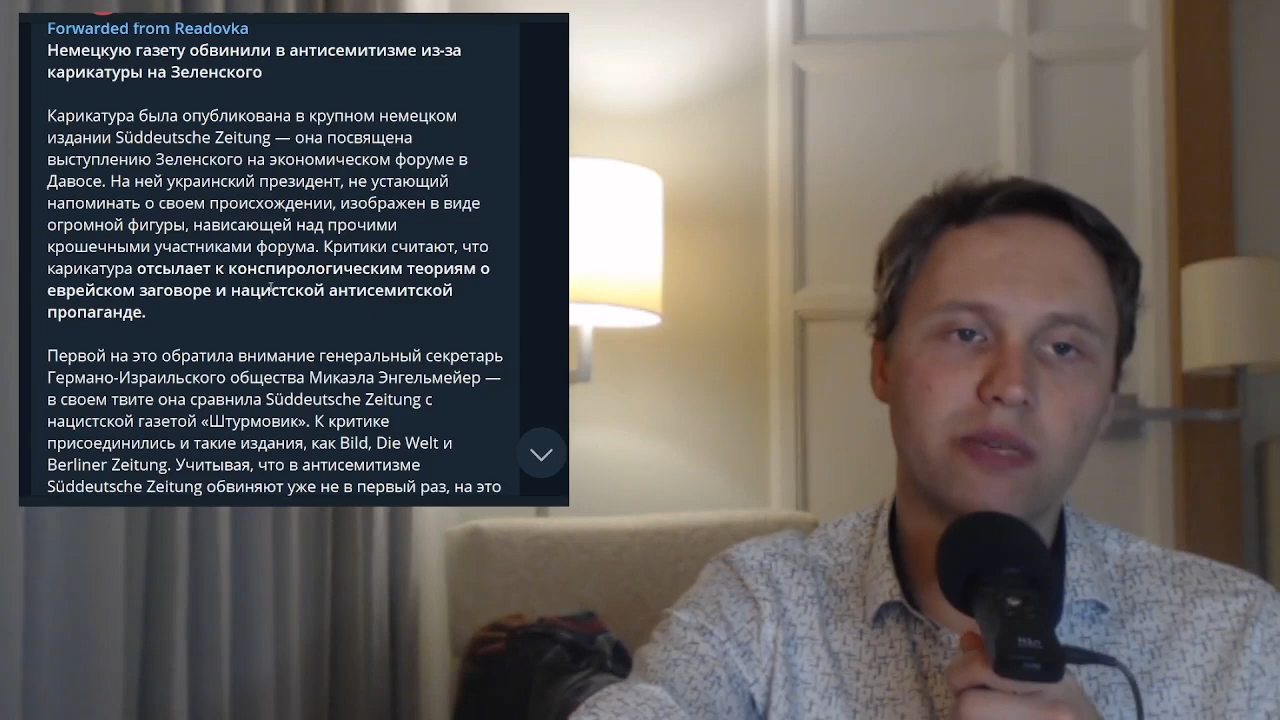 Forwarded from Readovka
Немецкую газету обвинили в антисемитизме из-за
карикатуры на Зеленского
Карикатура была опубликована в крупном немецком
издании Süddeutsche Zeitung — она посвящена
выступлению Зеленского на экономическом форуме в
Давосе. На ней украинский президент, не устающий
напоминать о своем происхождении, изображен в виде
огромной фигуры, нависающей над прочими
крошечными участниками форума. Критики считают, что
карикатура отсылает к конспирологическим теориям о
еврейском заговоре и нацистской антисемитской
пропаганде.
Первой на это обратила внимание генеральный секретарь
Германо-Израильского общества Микаэла Энгельмейер —
в своем твите она сравнила Süddeutsche Zeitung с
нацистской газетой «Штурмовик». К критике
присоединились и такие издания, как Bild, Die Welt и
Berliner Zeitung. Учитывая, что в антисемитизме
Süddeutsche Zeitung обвиняют уже не в первый раз, на это